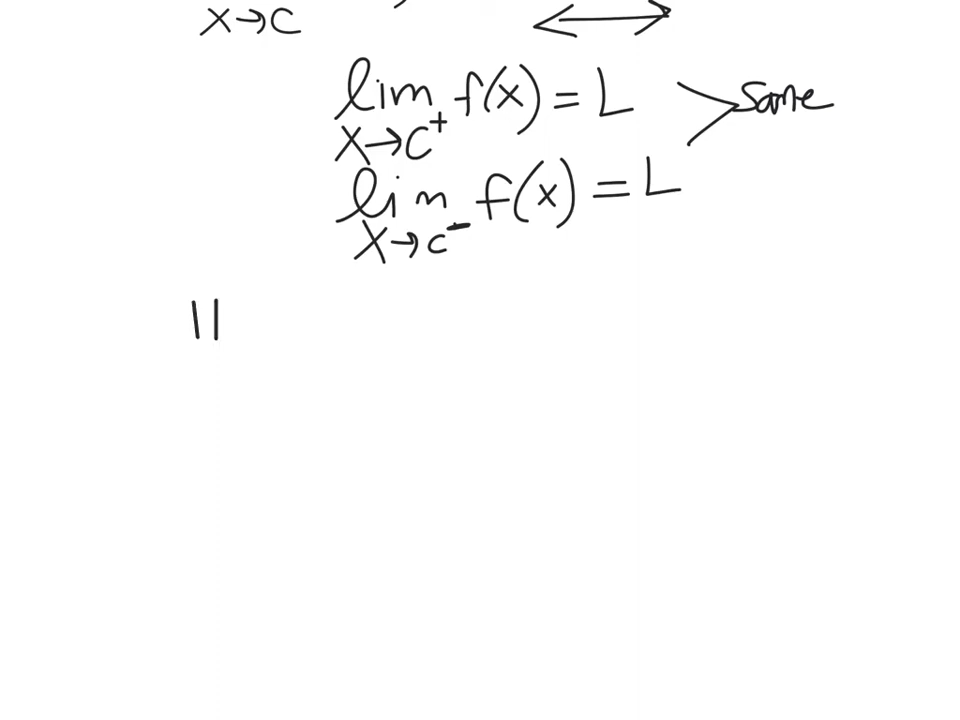 x→c ⟷
lim f(x) = L > same
x→c⁺
lim f(x) = L
x→c⁻
||